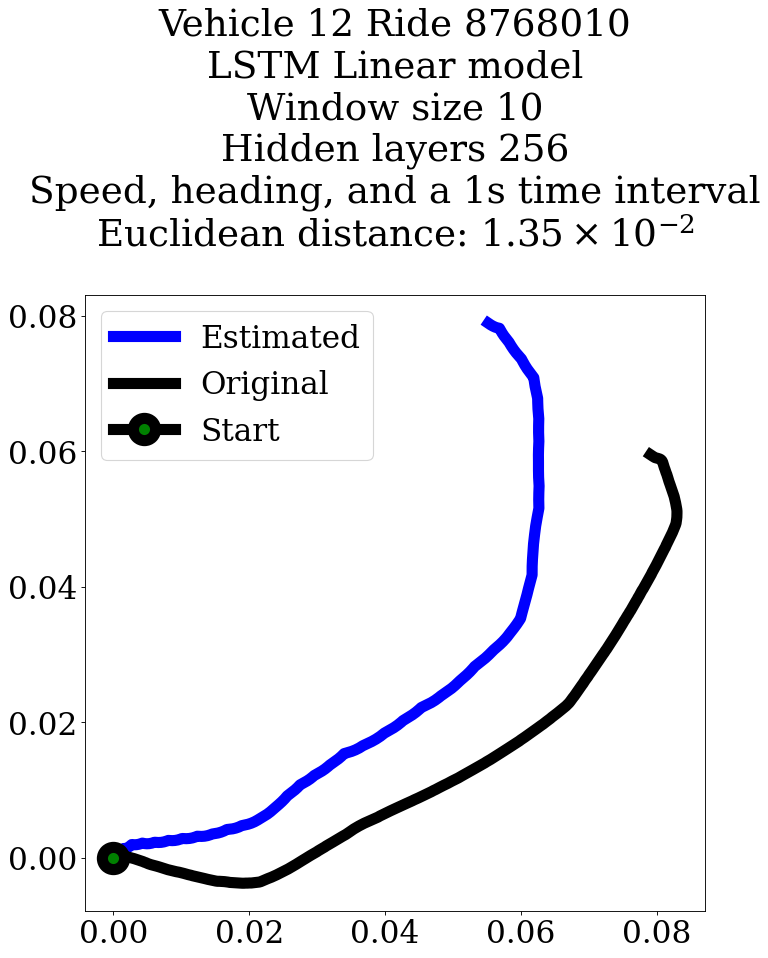 Vehicle 12 Ride 8768010
LSTM Linear model
Window size 10
Hidden layers 256
Speed, heading, and a 1s time interval
Euclidean distance: 1.35 × 10⁻²
Estimated
Original
Start
0.08
0.06
0.04
0.02
0.00
0.00 0.02 0.04 0.06 0.08